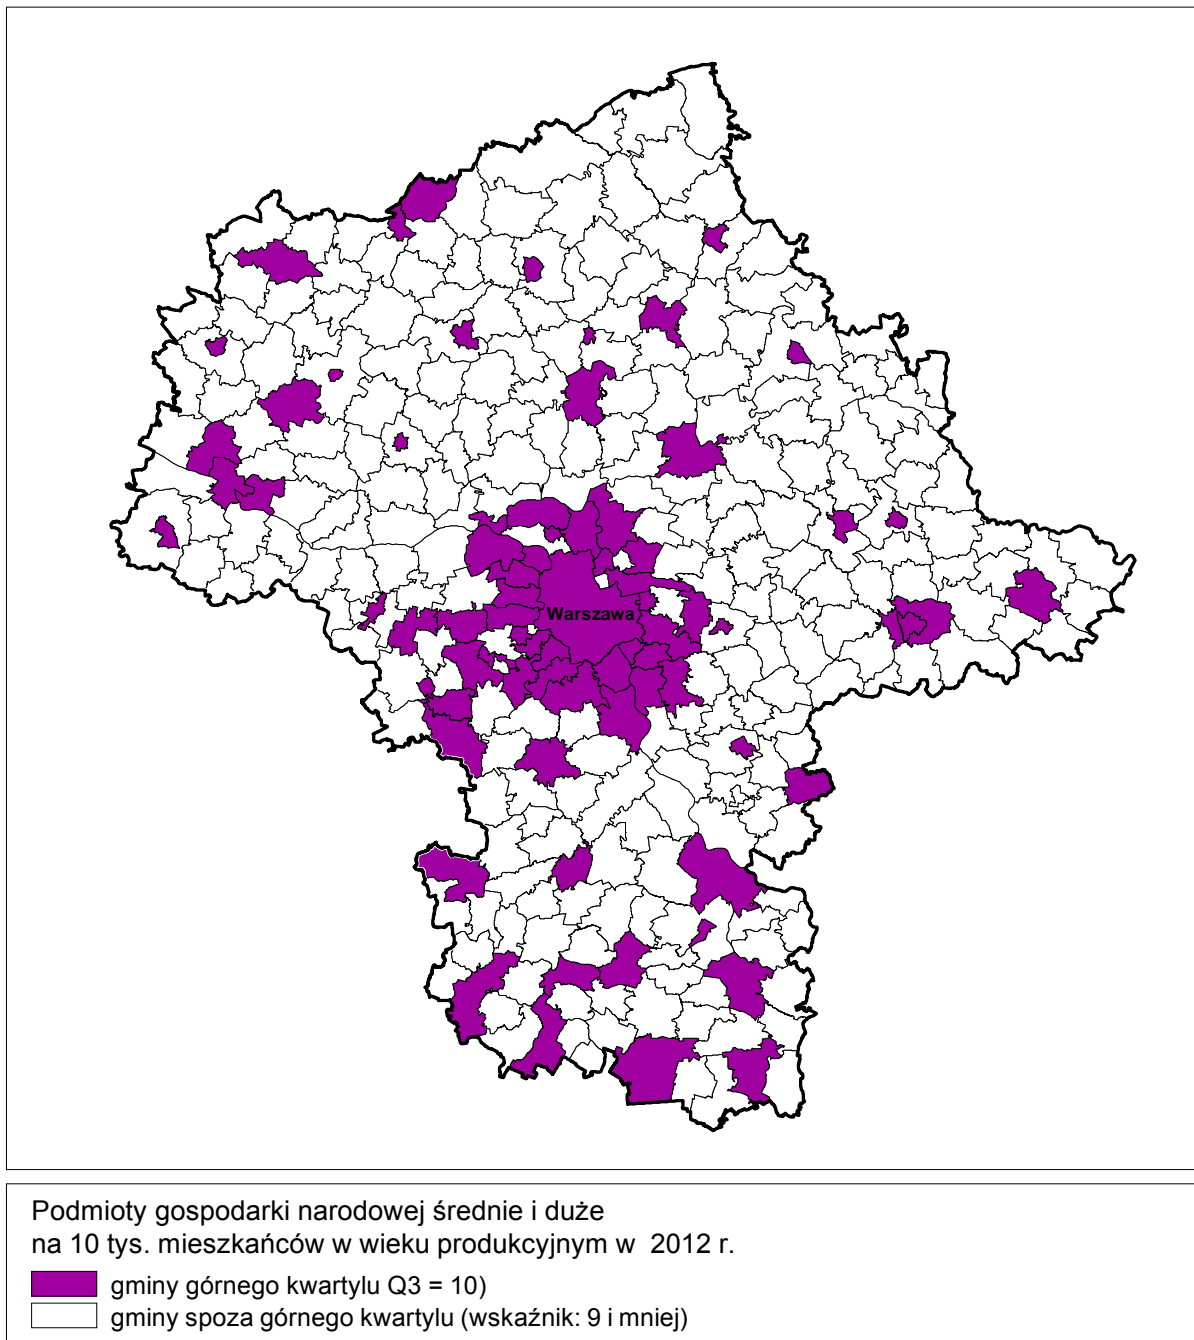 Warszawa
Podmioty gospodarki narodowej średnie i duże
na 10 tys. mieszkańców w wieku produkcyjnym w 2012 r.
gminy górnego kwartylu Q3 = 10)
gminy spoza górnego kwartylu (wskaźnik: 9 i mniej)